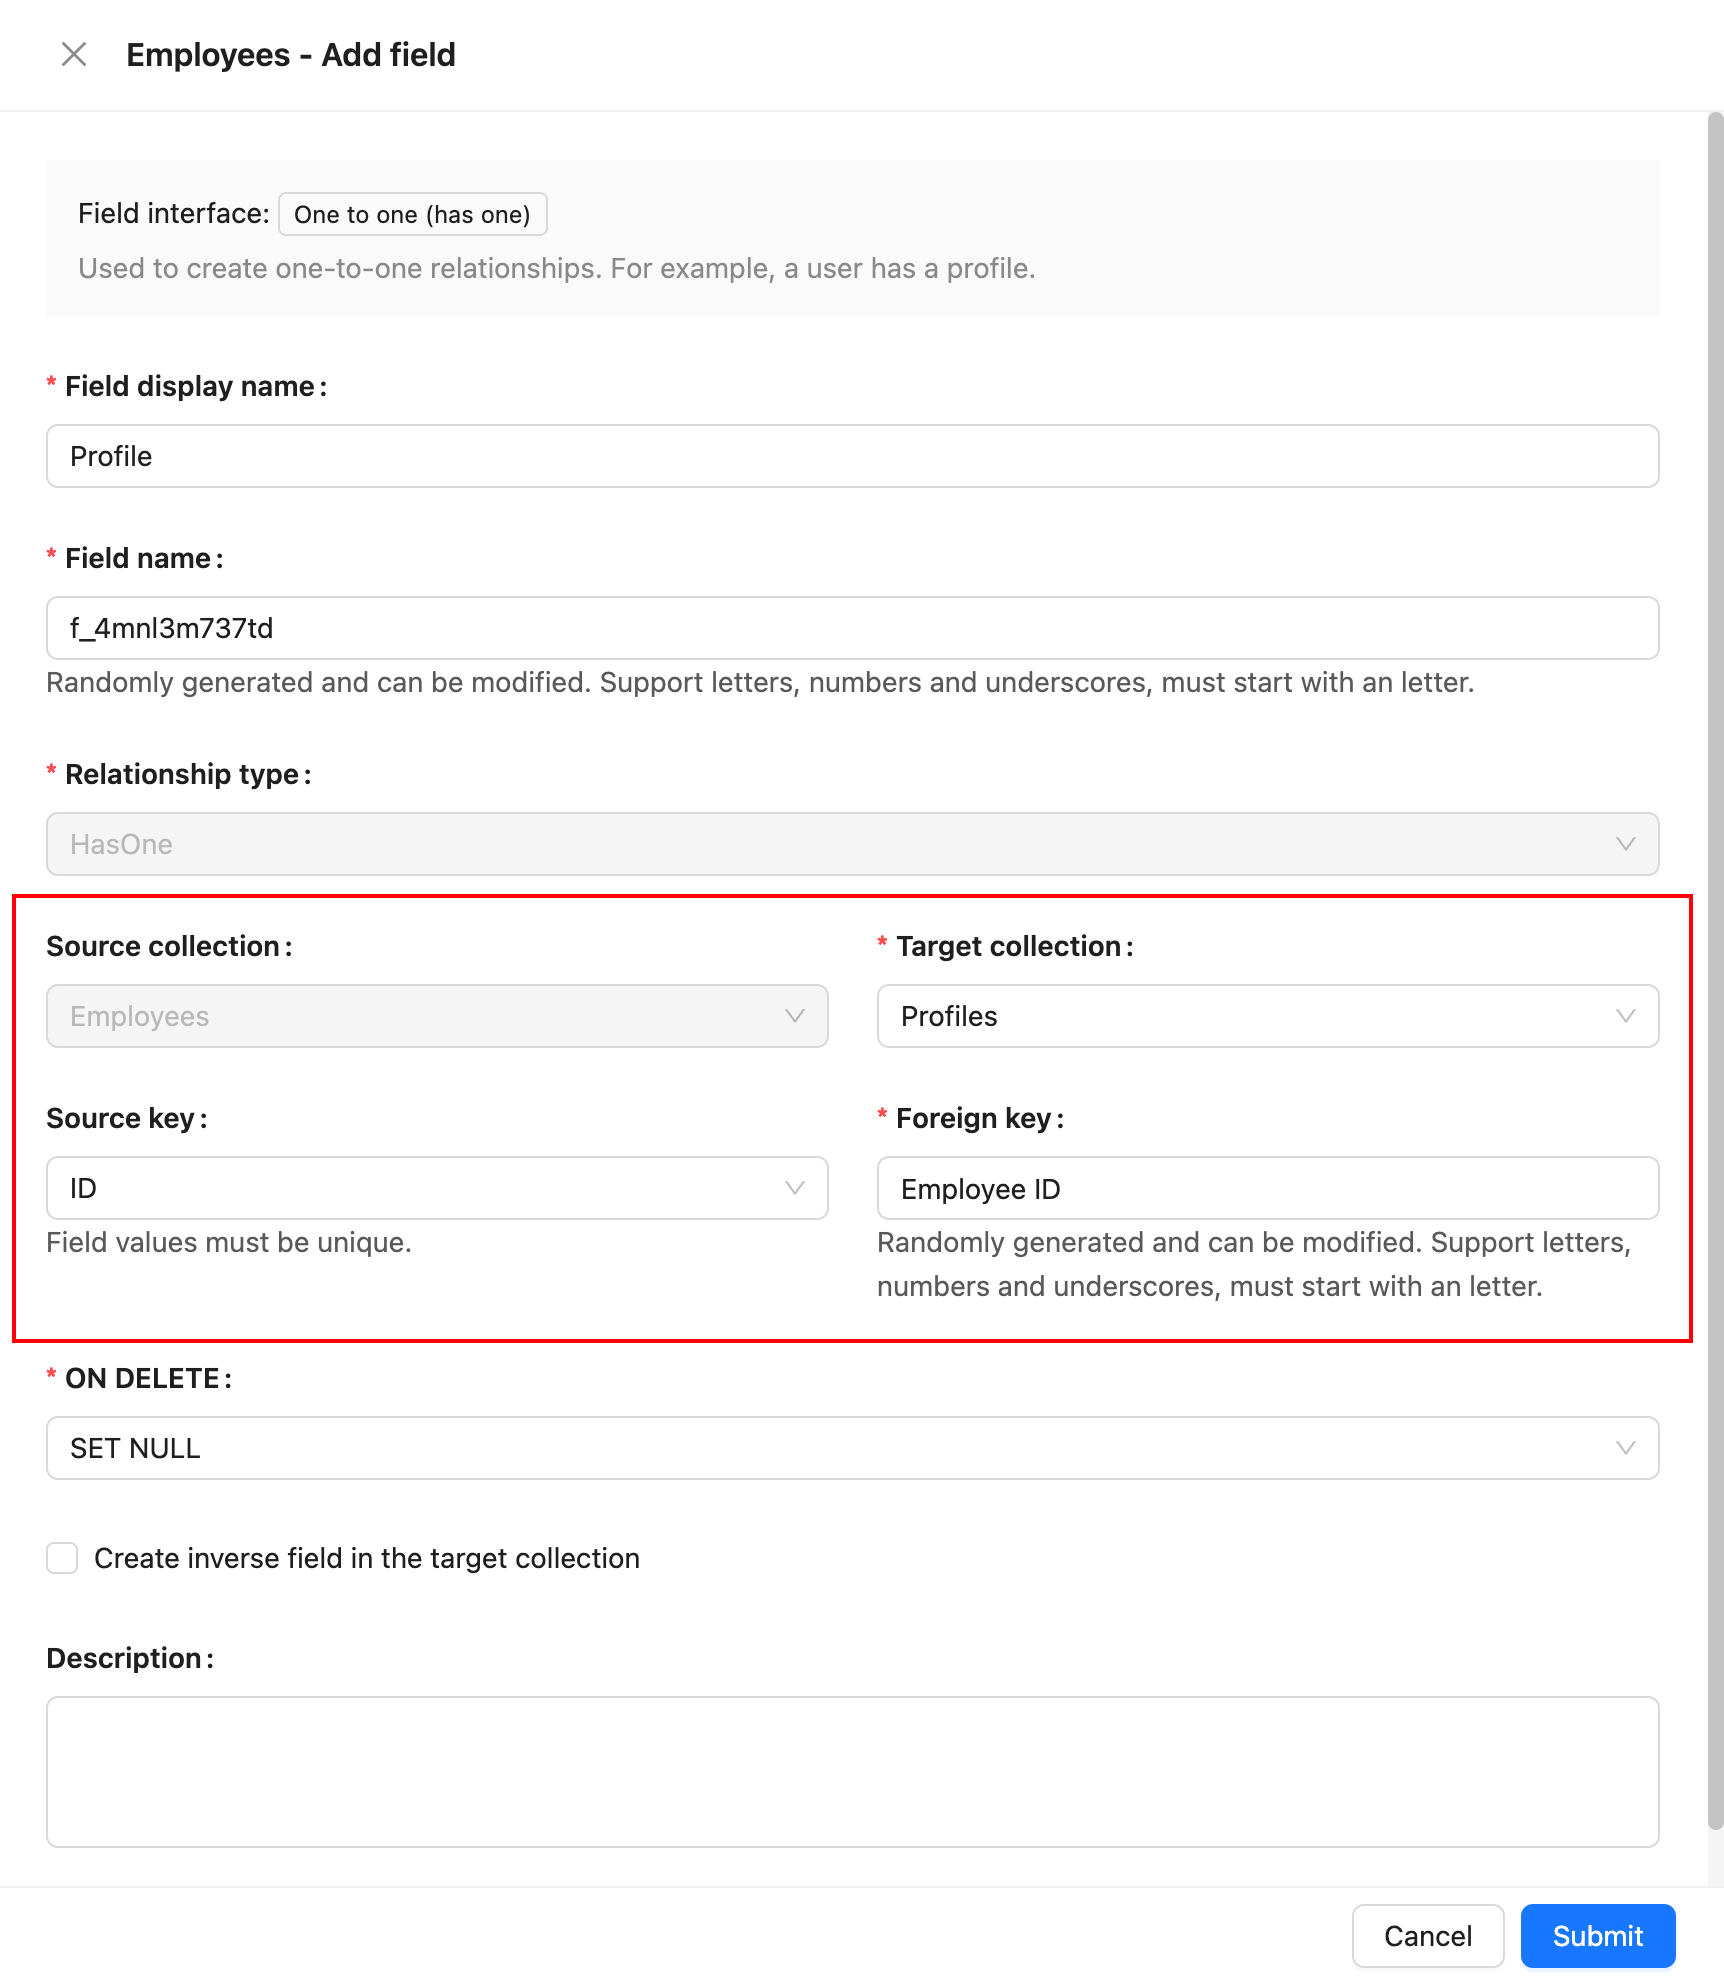 Employees - Add field
Field interface: One to one (has one)
Used to create one-to-one relationships. For example, a user has a profile.
* Field display name:
Profile
* Field name:
f_4mnl3m737td
Randomly generated and can be modified. Support letters, numbers and underscores, must start with an letter.
* Relationship type:
HasOne
Source collection:
* Target collection:
Employees
Profiles
Source key:
* Foreign key:
ID
Employee ID
Field values must be unique.
Randomly generated and can be modified. Support letters,
numbers and underscores, must start with an letter.
* ON DELETE:
SET NULL
Create inverse field in the target collection
Description:
Cancel
Submit